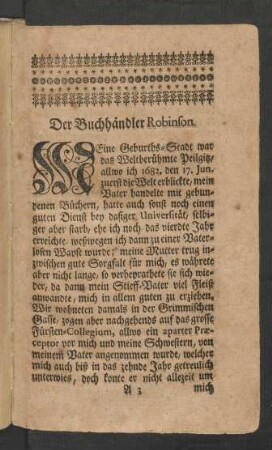 Der Buchhändler Robinson.
MEine Geburths-Stadt war
das Weltberühmte Peilgitz/
allwo ich 1682. den 17. Jun.
zuerst die Welt erblickte, mein
Vater handelte mit gebun-
denen Büchern, hatte auch sonst noch einen
guten Dienst bey dasiger Universität, selbi-
ger aber starb, ehe ich noch das vierdte Jahr
erreichte, weßwegen ich dann zu einer Vater-
losen Wayse wurde; meine Mutter trug in-
zwischen gute Sorgfalt für mich, es währete
aber nicht lange, so verheyrathete sie sich wie-
der, da dann mein Stieff-Vater viel Fleiß
anwandte, mich in allem guten zu erziehen.
Wir wohneten damals in der Grimmischen
Gasse, zogen aber nachgehends auf das grosse
Fürsten-Collegium, allwo ein aparter Præ-
ceptor vor mich und meine Schwestern, von
meinem Vater angenommen wurde, welcher
mich auch biß in das zehnde Jahr getreulich
unterwies, doch konte er nicht allezeit um
A 3 mich